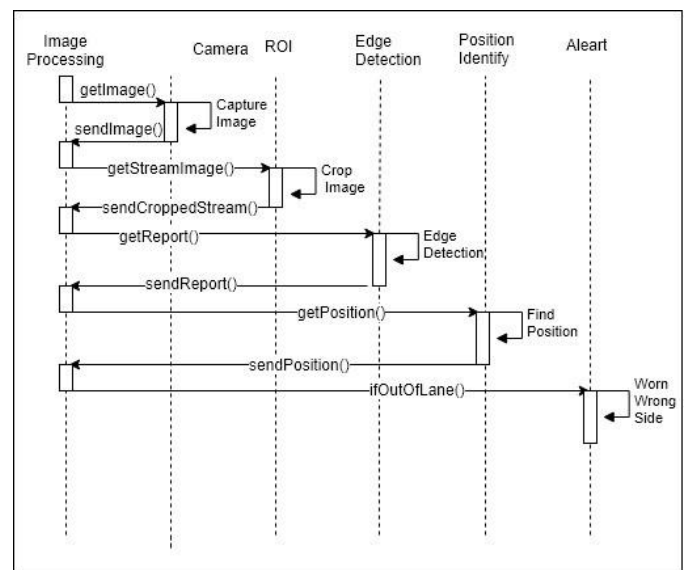 Image
Processing
Camera
ROI
Edge
Detection
Position
Identify
Aleart
getImage()
Capture
Image
sendImage()
getStreamImage()
Crop
Image
sendCroppedStream()
getReport()
Edge
Detection
sendReport()
getPosition()
Find
Position
sendPosition()
ifOutOfLane()
Worn
Wrong
Side